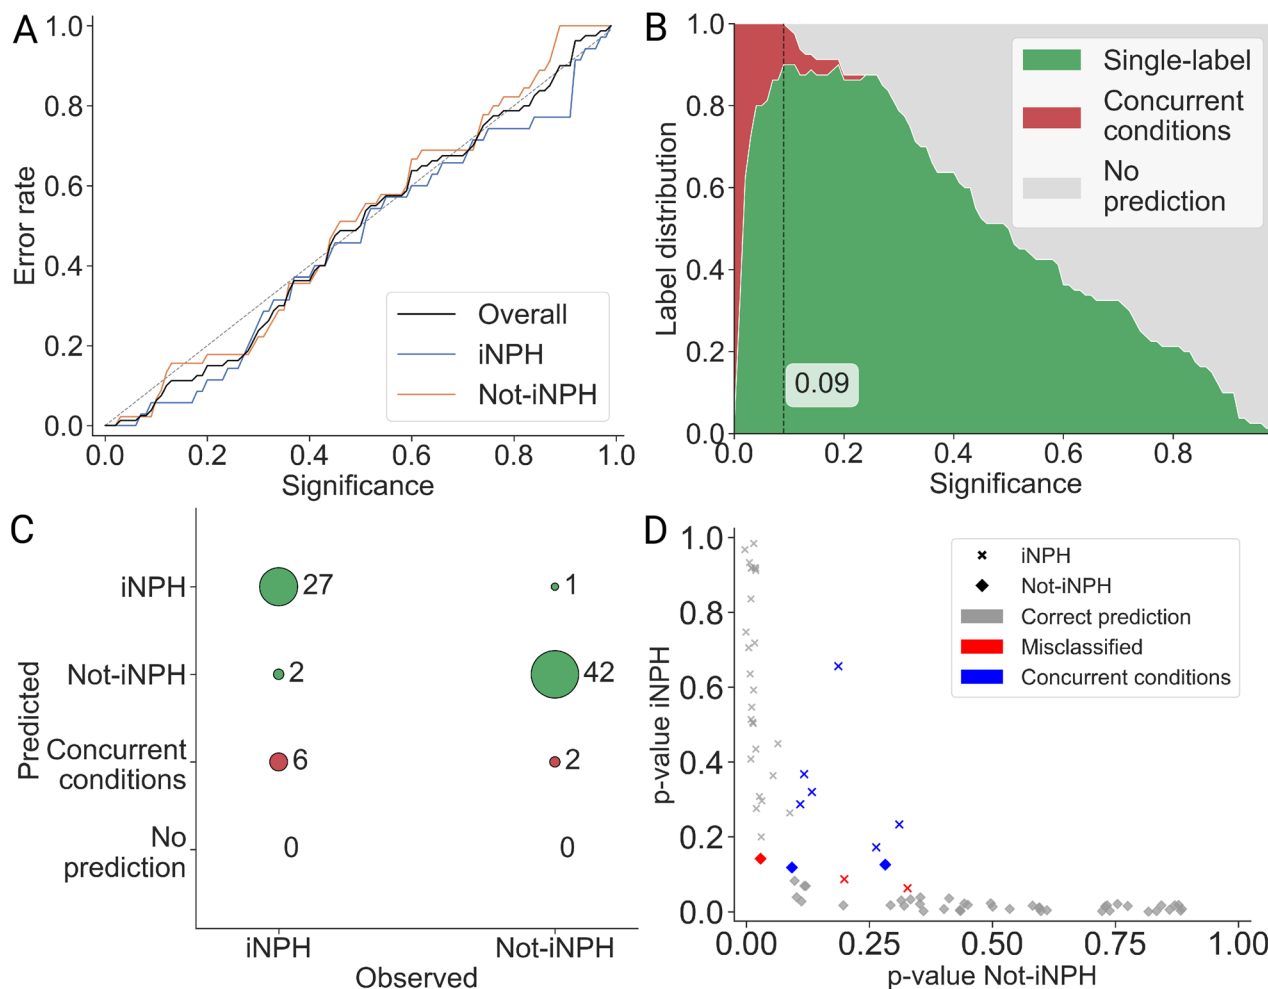 A
1.0
0.8
0.6
0.4
0.2
0.0
Error rate
Overall
iNPH
Not-iNPH
0.0
0.2
0.4
0.6
0.8
1.0
Significance
B
1.0
0.8
0.6
0.4
0.2
0.0
Label distribution
Single-label
Concurrent
conditions
No
prediction
0.09
0.0
0.2
0.4
0.6
0.8
Significance
C
Predicted
iNPH
27
1
Not-iNPH
2
42
Concurrent
conditions
6
2
No
prediction
0
0
iNPH
Not-iNPH
Observed
D
1.0
0.8
0.6
0.4
0.2
0.0
p-value iNPH
iNPH
Not-iNPH
Correct prediction
Misclassified
Concurrent conditions
0.00
0.25
0.50
0.75
1.00
p-value Not-iNPH